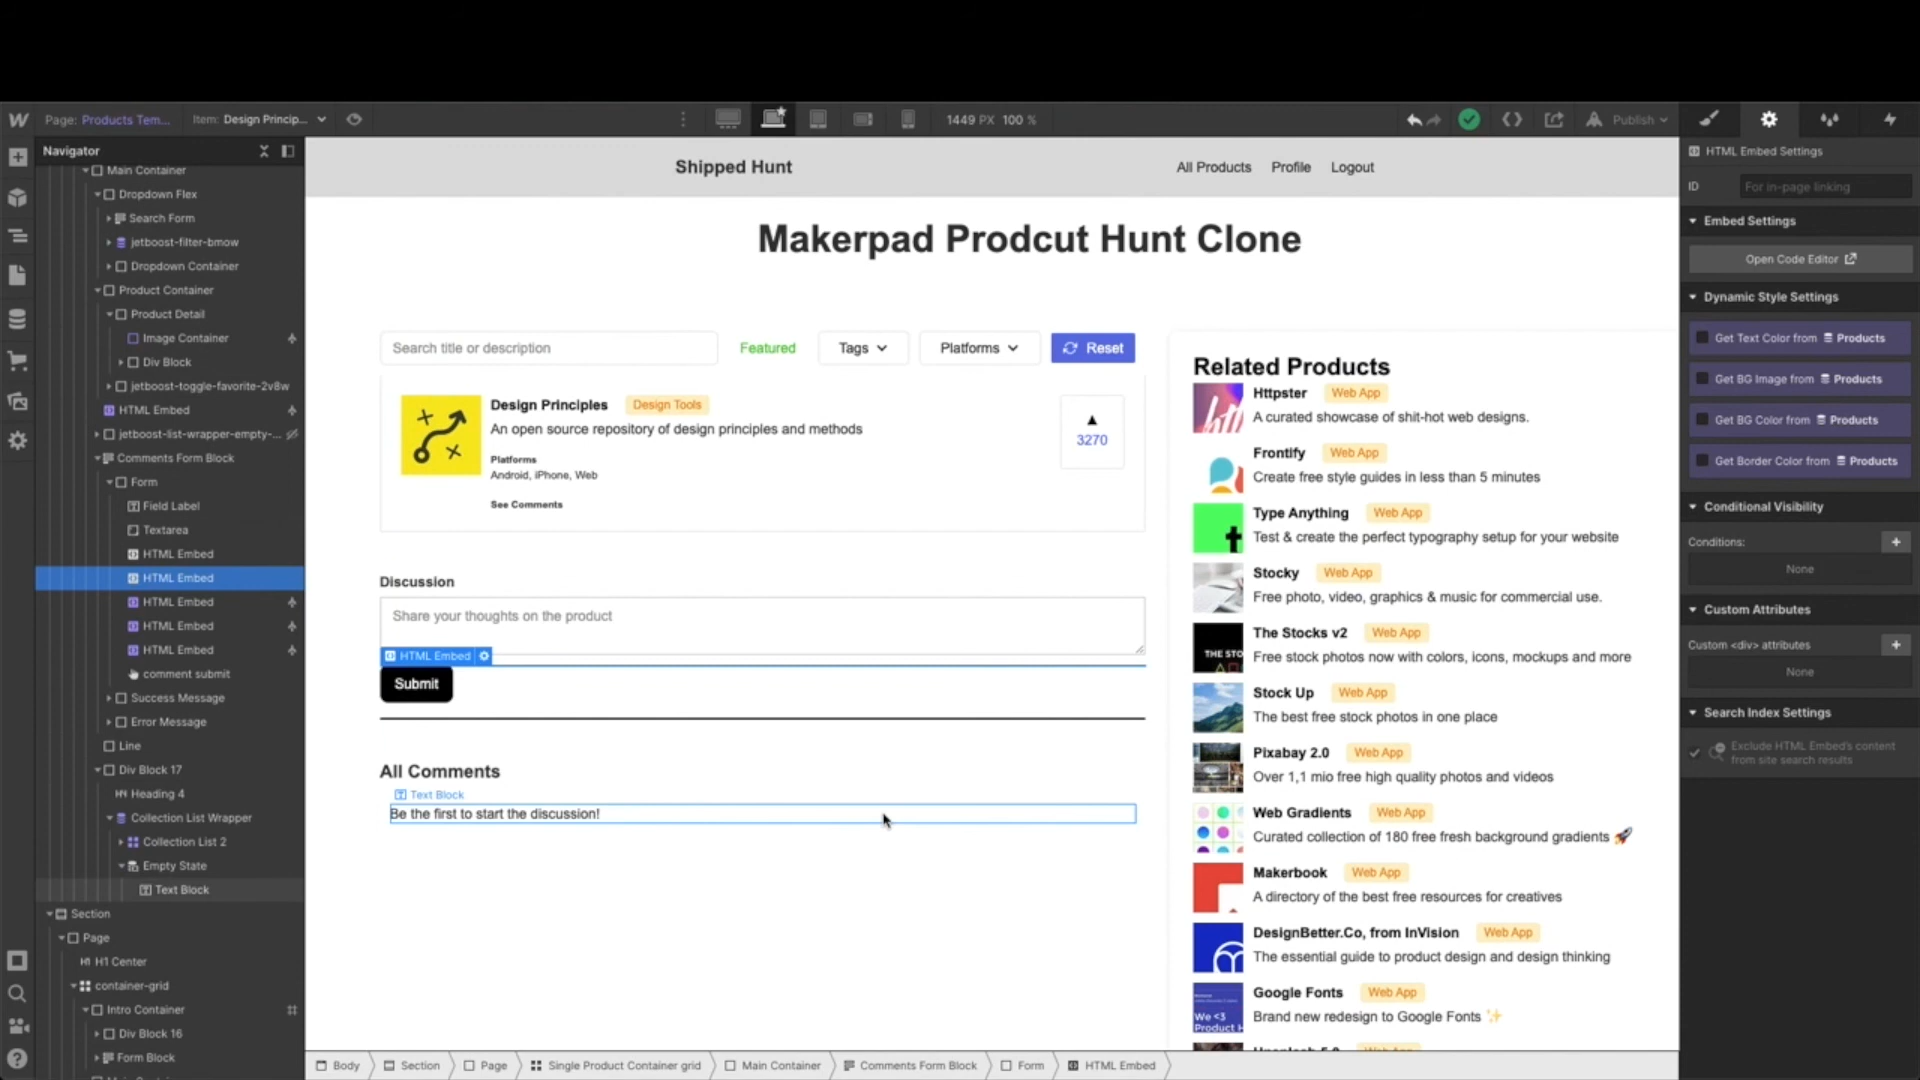 Page: Products Tem...
Item: Design Princip...
1449 PX 100 %
Publish
Navigator
Main Container
Dropdown Flex
Search Form
jetboost-filter-bmow
Dropdown Container
Product Container
Product Detail
Image Container
Div Block
jetboost-toggle-favorite-2v8w
HTML Embed
jetboost-list-wrapper-empty-...
Comments Form Block
Form
Field Label
Textarea
HTML Embed
HTML Embed
HTML Embed
HTML Embed
HTML Embed
comment submit
Success Message
Error Message
Line
Div Block 17
H4 Heading 4
Collection List Wrapper
Collection List 2
Empty State
Text Block
Section
Page
H1 H1 Center
container-grid
Intro Container
Div Block 16
Form Block
Shipped Hunt
All Products Profile Logout
Makerpad Prodcut Hunt Clone
Search title or description
Featured
Tags
Platforms
Reset
Design Principles Design Tools
An open source repository of design principles and methods
Platforms
Android, iPhone, Web
See Comments
3270
Discussion
Share your thoughts on the product
HTML Embed
Submit
All Comments
Text Block
Be the first to start the discussion!
Related Products
Httpster Web App
A curated showcase of shit-hot web designs.
Frontify Web App
Create free style guides in less than 5 minutes
Type Anything Web App
Test & create the perfect typography setup for your website
Stocky Web App
Free photo, video, graphics & music for commercial use.
THE STO
The Stocks v2 Web App
Free stock photos now with colors, icons, mockups and more
Stock Up Web App
The best free stock photos in one place
Pixabay 2.0 Web App
Over 1,1 mio free high quality photos and videos
Web Gradients Web App
Curated collection of 180 free fresh background gradients 🚀
Makerbook Web App
A directory of the best free resources for creatives
DesignBetter.Co, from InVision Web App
The essential guide to product design and design thinking
We <3
Product H
Google Fonts Web App
Brand new redesign to Google Fonts ✨
Body
Section
Page
Single Product Container grid
Main Container
Comments Form Block
Form
HTML Embed
HTML Embed Settings
ID For in-page linking
Embed Settings
Open Code Editor
Dynamic Style Settings
Get Text Color from Products
Get BG Image from Products
Get BG Color from Products
Get Border Color from Products
Conditional Visibility
Conditions:
None
Custom Attributes
Custom <div> attributes
None
Search Index Settings
Exclude HTML Embed's content
from site search results